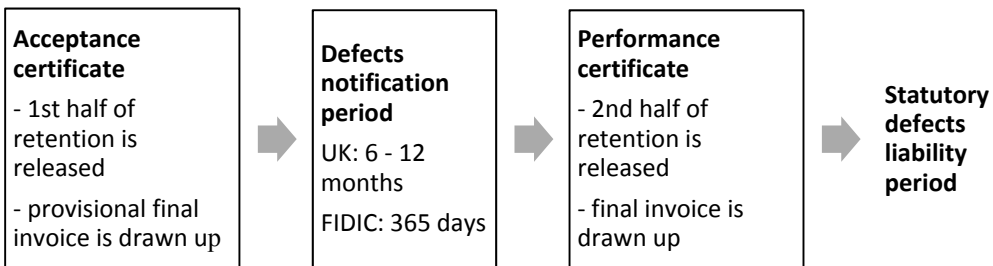 Acceptance
certificate
- 1st half of
retention is
released
- provisional final
invoice is drawn up
Defects
notification
period
UK: 6 - 12
months
FIDIC: 365 days
Performance
certificate
- 2nd half of
retention is
released
- final invoice is
drawn up
Statutory
defects
liability
period